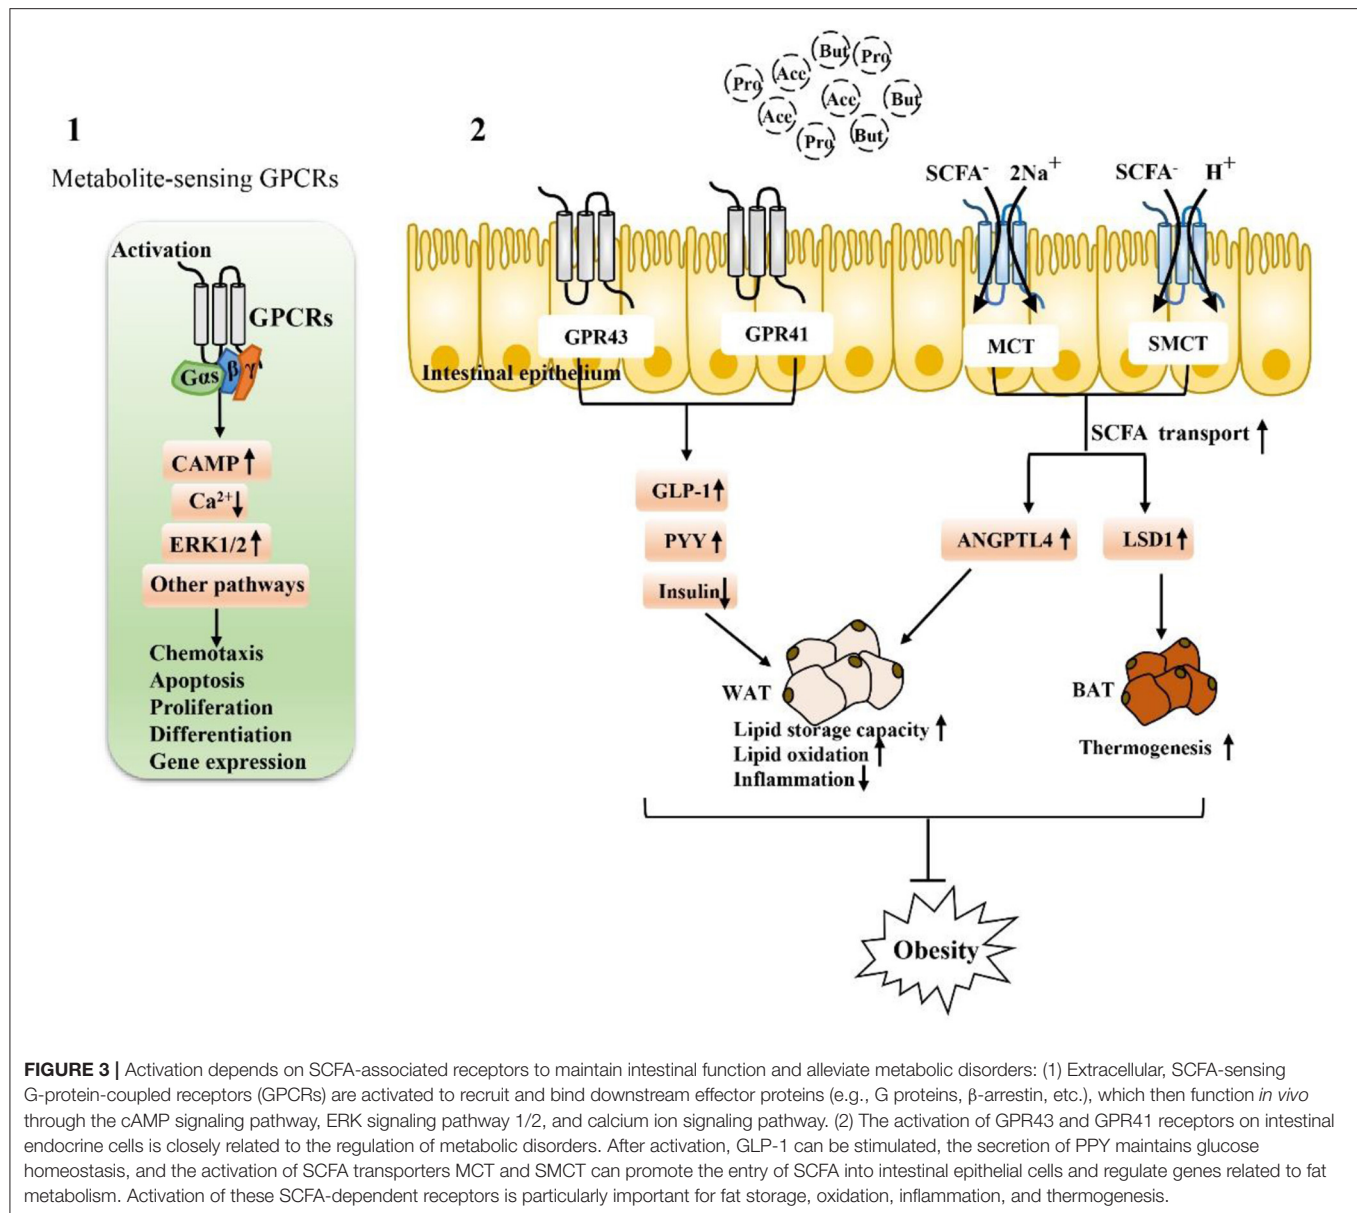 1
Metabolite-sensing GPCRs
Activation
GPCRs
Gαs β γ
CAMP
Ca²⁺
ERK1/2
Other pathways
Chemotaxis
Apoptosis
Proliferation
Differentiation
Gene expression
2
But Pro
Pro Ace
Ace But
Ace
Pro But
SCFA⁻ 2Na⁺ SCFA⁻ H⁺
GPR43 GPR41 MCT SMCT
Intestinal epithelium
SCFA transport
GLP-1
PYY
Insulin
ANGPTL4 LSD1
WAT
Lipid storage capacity
Lipid oxidation
Inflammation
BAT
Thermogenesis
Obesity
FIGURE 3 | Activation depends on SCFA-associated receptors to maintain intestinal function and alleviate metabolic disorders: (1) Extracellular, SCFA-sensing
G-protein-coupled receptors (GPCRs) are activated to recruit and bind downstream effector proteins (e.g., G proteins, β-arrestin, etc.), which then function in vivo
through the cAMP signaling pathway, ERK signaling pathway 1/2, and calcium ion signaling pathway. (2) The activation of GPR43 and GPR41 receptors on intestinal
endocrine cells is closely related to the regulation of metabolic disorders. After activation, GLP-1 can be stimulated, the secretion of PPY maintains glucose
homeostasis, and the activation of SCFA transporters MCT and SMCT can promote the entry of SCFA into intestinal epithelial cells and regulate genes related to fat
metabolism. Activation of these SCFA-dependent receptors is particularly important for fat storage, oxidation, inflammation, and thermogenesis.